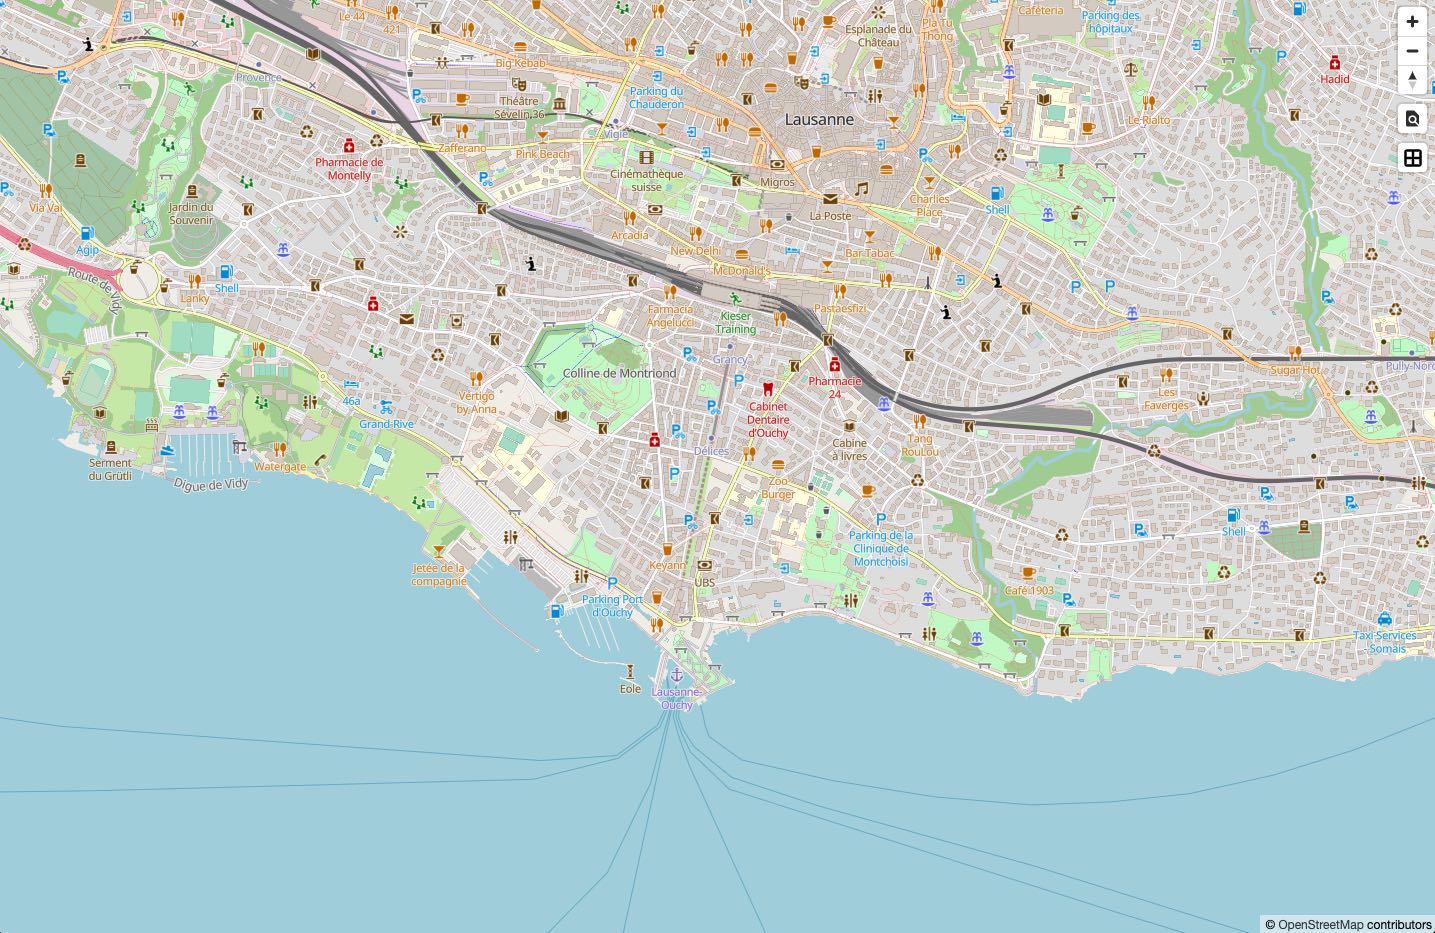 Le 44
421
Big Kebab
Cafétéria
Parking des
hôpitaux
Pla Tu
Thong
Esplanade du
Château
Provence
Hadid
Parking du
Chauderon
Théâtre
Sévelin 36
Lausanne
Le Rialto
Vigie
Zafferano
Pink Beach
Pharmacie de
Montelly
Cinémathèque
suisse
Migros
Via Vai
Jardin du
Souvenir
Charlies
Place
Shell
La Poste
Arcadia
Agip
New Delhi
Bar Tabac
McDonald's
Route de Vidy
Shell
Lanky
Farmacia
Angelucci
Pastaesfizi
Kieser
Training
Grancy
Pully-Nord
Colline de Montriond
Sugar Hot
Pharmacie
24
46a
Vertigo
by Anna
Les
Faverges
Grand-Rive
Cabinet
Dentaire
d'Ouchy
Tang
RouLou
Cabine
à livres
Délices
Serment
du Grütli
Watergate
Digue de Vidy
Zoo
Burger
Shell
Parking de la
Clinique de
Montchoisi
Keyann
Jetée de la
compagnie
UBS
Café 1903
Parking Port
d'Ouchy
Taxi Services
Somais
Eole
Lausanne-
Ouchy
© OpenStreetMap contributors